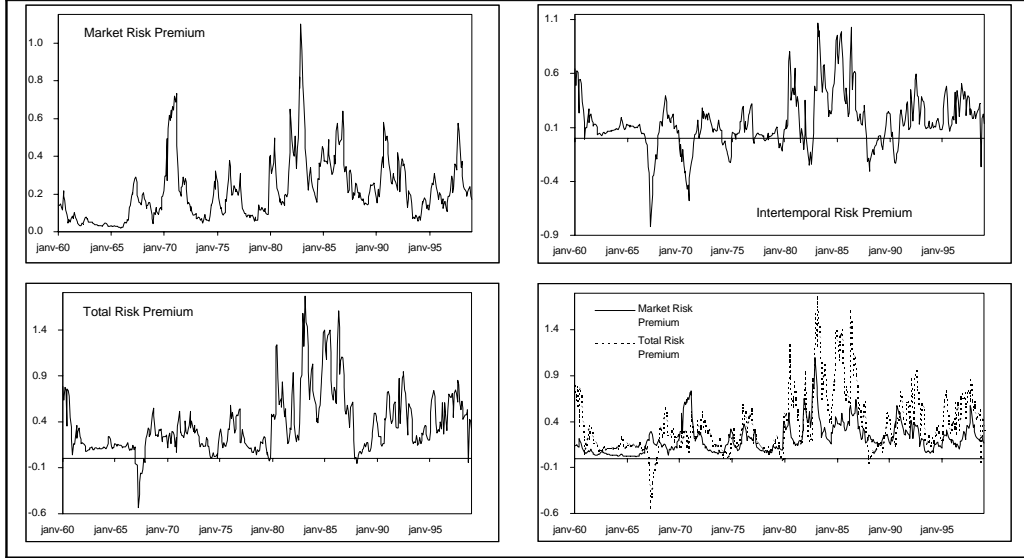 Market Risk Premium
1.0
0.8
0.6
0.4
0.2
0.0
janv-60 janv-65 janv-70 janv-75 janv-80 janv-85 janv-90 janv-95
1.1
0.6
0.1
-0.4
-0.9
Intertemporal Risk Premium
janv-60 janv-65 janv-70 janv-75 janv-80 janv-85 janv-90 janv-95
Total Risk Premium
1.4
0.9
0.4
-0.1
-0.6
janv-60 janv-65 janv-70 janv-75 janv-80 janv-85 janv-90 janv-95
Market Risk
Premium
Total Risk
Premium
1.4
0.9
0.4
-0.1
-0.6
janv-60 janv-65 janv-70 janv-75 janv-80 janv-85 janv-90 janv-95